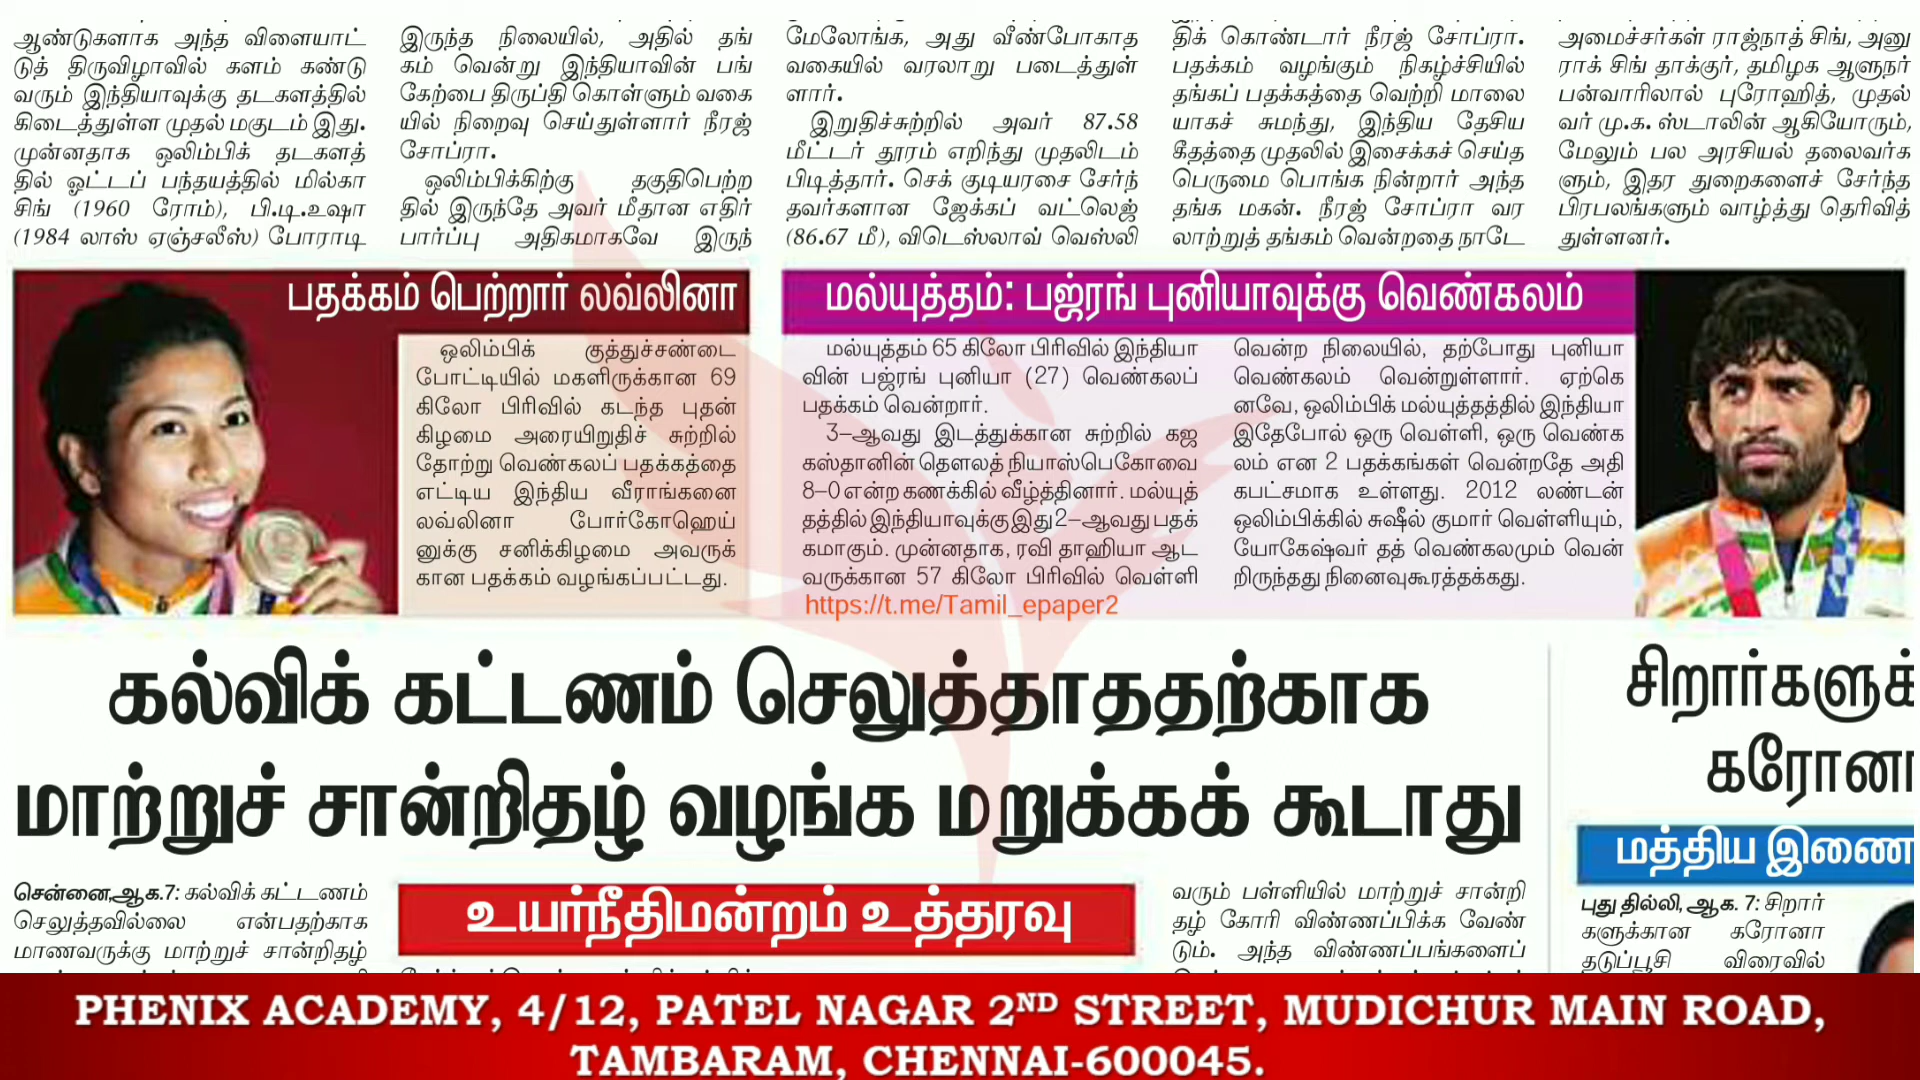 ஆண்டுகளாக அந்த விளையாட்
டுத் திருவிழாவில் களம் கண்டு
வரும் இந்தியாவுக்கு தடகளத்தில்
கிடைத்துள்ள முதல் மகுடம் இது.
முன்னதாக ஒலிம்பிக் தடகளத்
தில் ஓட்டப் பந்தயத்தில் மில்கா
சிங் (1960 ரோம்), பி.டி.உஷா
(1984 லாஸ் ஏஞ்சலீஸ்) போராடி
இருந்த நிலையில், அதில் தங்
கம் வென்று இந்தியாவின் பங்
கேற்பை திருப்தி கொள்ளும் வகை
யில் நிறைவு செய்துள்ளார் நீரஜ்
சோப்ரா.
ஒலிம்பிக்கிற்கு தகுதிபெற்ற
தில் இருந்தே அவர் மீதான எதிர்
பார்ப்பு அதிகமாகவே இருந்
மேலோங்க, அது வீண்போகாத
வகையில் வரலாறு படைத்துள்
ளார்.
இறுதிச்சுற்றில் அவர் 87.58
மீட்டர் தூரம் எறிந்து முதலிடம்
பிடித்தார். செக் குடியரசை சேர்ந்
தவர்களான ஜேக்கப் வட்லெஜ்
(86.67 மீ), விடெஸ்லாவ் வெஸ்லி
திக் கொண்டார் நீரஜ் சோப்ரா.
பதக்கம் வழங்கும் நிகழ்ச்சியில்
தங்கப் பதக்கத்தை வெற்றி மாலை
யாகச் சுமந்து, இந்திய தேசிய
கீதத்தை முதலில் இசைக்கச் செய்த
பெருமை பொங்க நின்றார் அந்த
தங்க மகன். நீரஜ் சோப்ரா வர
லாற்றுத் தங்கம் வென்றதை நாடே
அமைச்சர்கள் ராஜ்நாத் சிங், அனு
ராக் சிங் தாக்குர், தமிழக ஆளுநர்
பன்வாரிலால் புரோஹித், முதல்
வர் மு.க. ஸ்டாலின் ஆகியோரும்,
மேலும் பல அரசியல் தலைவர்க
ளும், இதர துறைகளைச் சேர்ந்த
பிரபலங்களும் வாழ்த்து தெரிவித்
துள்ளனர்.
பதக்கம் பெற்றார் லவ்லினா
ஒலிம்பிக் குத்துச்சண்டை
போட்டியில் மகளிருக்கான 69
கிலோ பிரிவில் கடந்த புதன்
கிழமை அரையிறுதிச் சுற்றில்
தோற்று வெண்கலப் பதக்கத்தை
எட்டிய இந்திய வீராங்கனை
லவ்லினா போர்கோஹெய்
னுக்கு சனிக்கிழமை அவருக்
கான பதக்கம் வழங்கப்பட்டது.
மல்யுத்தம்: பஜ்ரங் புனியாவுக்கு வெண்கலம்
மல்யுத்தம் 65 கிலோ பிரிவில் இந்தியா
வின் பஜ்ரங் புனியா (27) வெண்கலப்
பதக்கம் வென்றார்.
3–ஆவது இடத்துக்கான சுற்றில் கஜ
கஸ்தானின் தௌலத் நியாஸ்பெகோவை
8–0 என்ற கணக்கில் வீழ்த்தினார். மல்யுத்
தத்தில் இந்தியாவுக்கு இது 2–ஆவது பதக்
கமாகும். முன்னதாக, ரவி தாஹியா ஆட
வருக்கான 57 கிலோ பிரிவில் வெள்ளி
https://t.me/Tamil_epaper2
வென்ற நிலையில், தற்போது புனியா
வெண்கலம் வென்றுள்ளார். ஏற்கெ
னவே, ஒலிம்பிக் மல்யுத்தத்தில் இந்தியா
இதேபோல் ஒரு வெள்ளி, ஒரு வெண்க
லம் என 2 பதக்கங்கள் வென்றதே அதி
கபட்சமாக உள்ளது. 2012 லண்டன்
ஒலிம்பிக்கில் சுஷீல் குமார் வெள்ளியும்,
யோகேஷ்வர் தத் வெண்கலமும் வென்
றிருந்தது நினைவுகூரத்தக்கது.
கல்விக் கட்டணம் செலுத்தாததற்காக
மாற்றுச் சான்றிதழ் வழங்க மறுக்கக் கூடாது
சென்னை,ஆக.7: கல்விக் கட்டணம்
செலுத்தவில்லை என்பதற்காக
மாணவருக்கு மாற்றுச் சான்றிதழ்
உயர்நீதிமன்றம் உத்தரவு
வரும் பள்ளியில் மாற்றுச் சான்றி
தழ் கோரி விண்ணப்பிக்க வேண்
டும். அந்த விண்ணப்பங்களைப்
சிறார்களுக்
கரோனா
மத்திய இணை
புது தில்லி, ஆக. 7: சிறார்
களுக்கான கரோனா
தடுப்பூசி விரைவில்
PHENIX ACADEMY, 4/12, PATEL NAGAR 2ND STREET, MUDICHUR MAIN ROAD,
TAMBARAM, CHENNAI-600045.